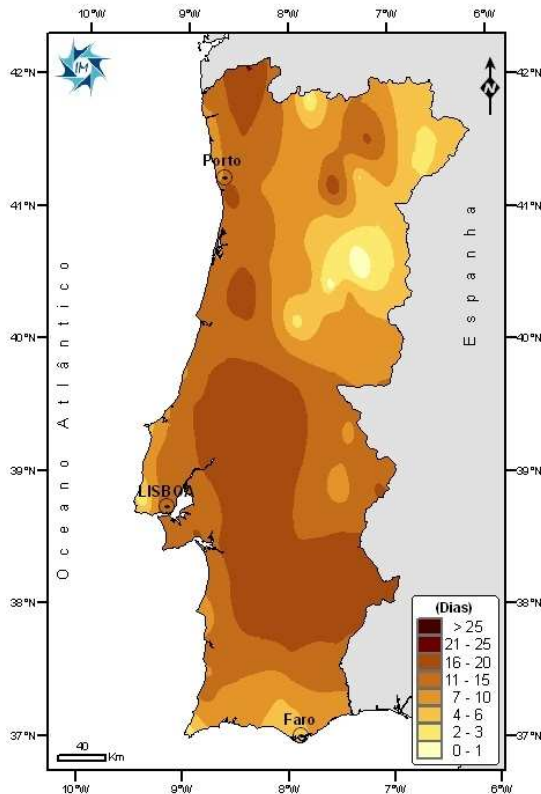 10°W 9°W 8°W 7°W 6°W
IM
N
42°N 42°N
Porto
41°N 41°N
Oceano Atlântico
Espanha
40°N 40°N
39°N 39°N
LISBOA
38°N 38°N
(Dias)
> 25
21 - 25
16 - 20
11 - 15
7 - 10
4 - 6
2 - 3
0 - 1
37°N 37°N
Faro
40
Km
10°W 9°W 8°W 7°W 6°W